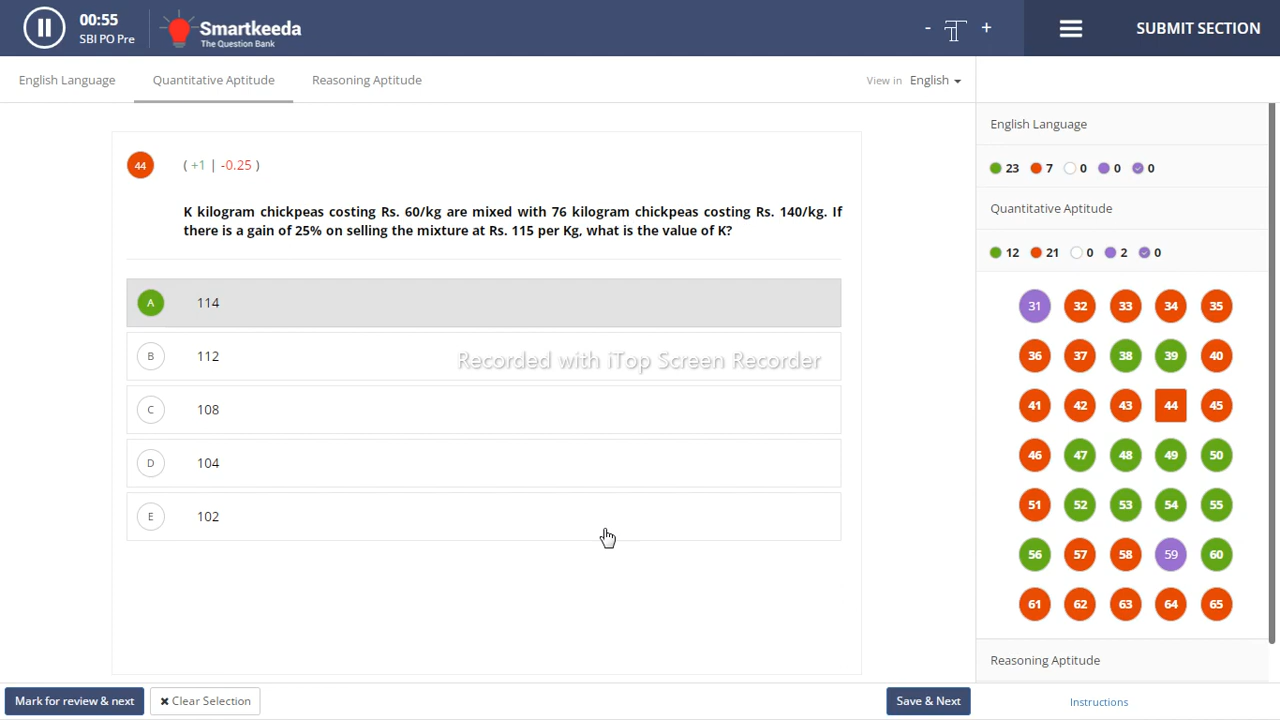 00:55
SBI PO Pre
Smartkeeda
The Question Bank
- T +
SUBMIT SECTION
English Language
Quantitative Aptitude
Reasoning Aptitude
View in English
44
( +1 | -0.25 )
K kilogram chickpeas costing Rs. 60/kg are mixed with 76 kilogram chickpeas costing Rs. 140/kg. If
there is a gain of 25% on selling the mixture at Rs. 115 per Kg, what is the value of K?
A 114
B 112
C 108
D 104
E 102
Recorded with iTop Screen Recorder
Mark for review & next
Clear Selection
Save & Next
English Language
23 7 0 0 0
Quantitative Aptitude
12 21 0 2 0
31 32 33 34 35
36 37 38 39 40
41 42 43 44 45
46 47 48 49 50
51 52 53 54 55
56 57 58 59 60
61 62 63 64 65
Reasoning Aptitude
Instructions